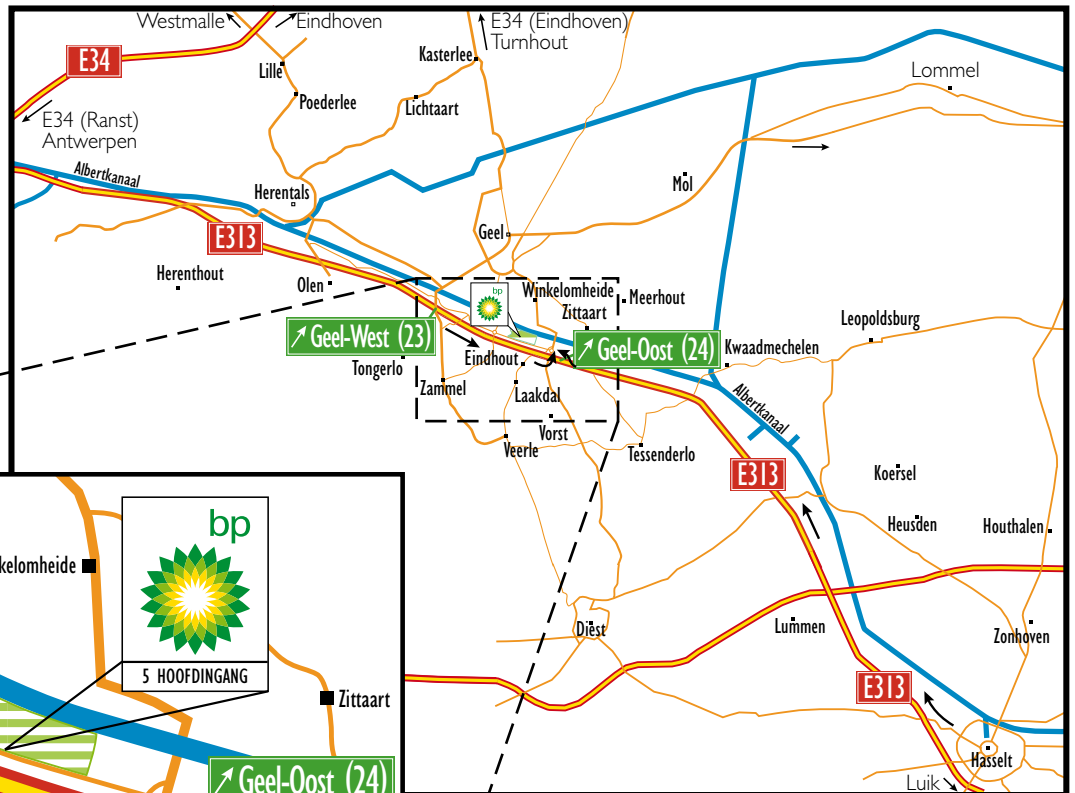 Westmalle
Eindhoven
E34 (Eindhoven)
Turnhout
E34
Lille
Kasterlee
Lommel
Poederlee
Lichtaart
E34 (Ranst)
Antwerpen
Albertkanaal
Herentals
Mol
E313
Geel
Herenthout
Olen
bp
Winkelomheide
Zittaart
Meerhout
Leopoldsburg
Geel-West (23)
Geel-Oost (24)
Kwaadmechelen
Eindhout
Tongerlo
Zammel
Laakdal
Albertkanaal
Vorst
Veerle
Tessenderlo
E313
Koersel
Heusden
Houthalen
Diest
Lummen
Zonhoven
E313
Hasselt
Luik
bp
kelomheide
5 HOOFDINGANG
Zittaart
Geel-Oost (24)